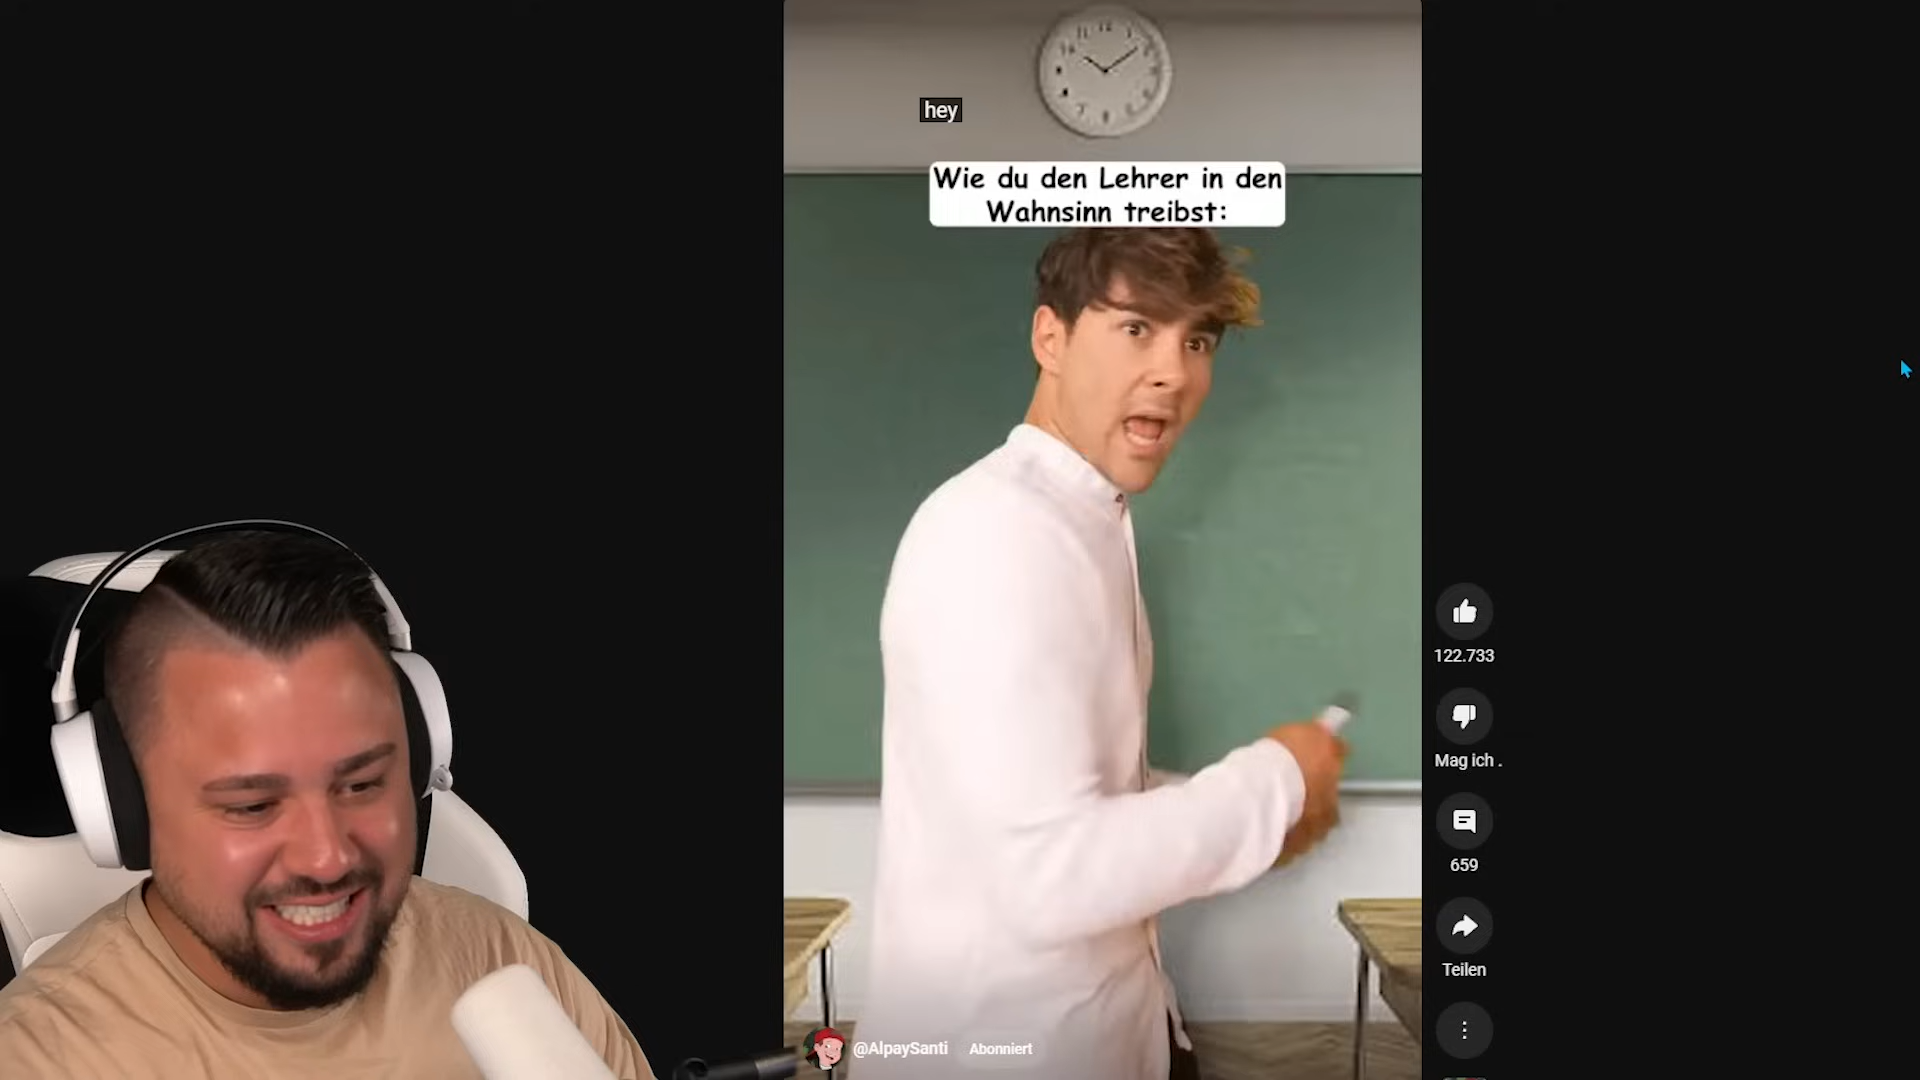 hey
Wie du den Lehrer in den
Wahnsinn treibst:
122.733
Mag ich .
659
Teilen
@AlpaySanti Abonniert